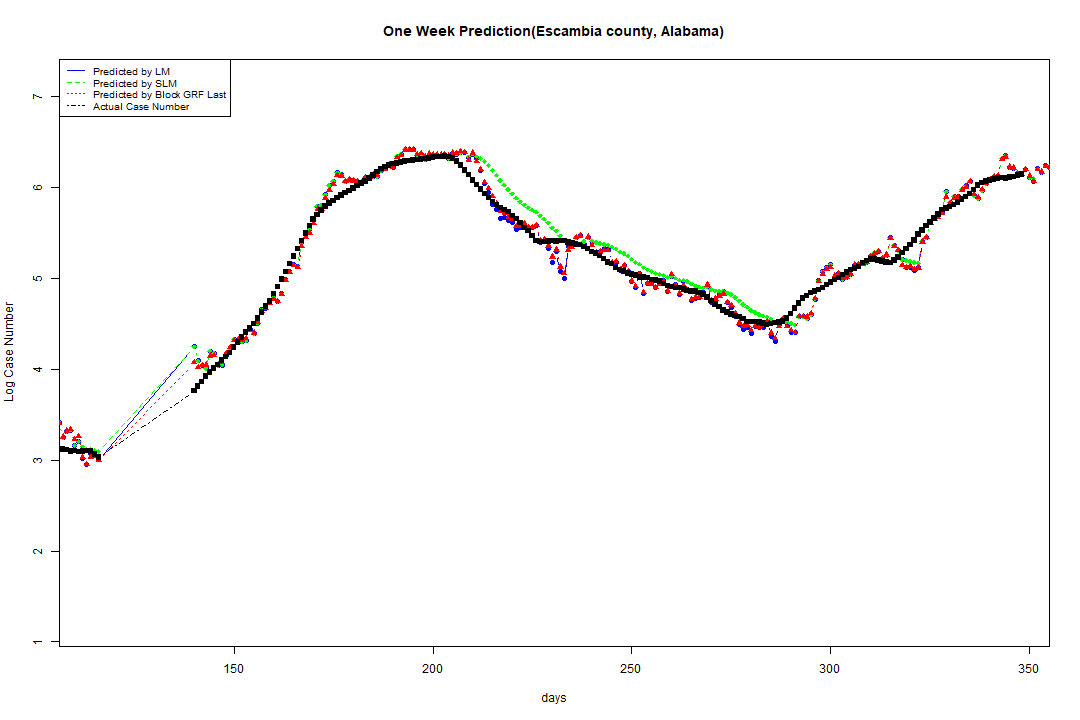 One Week Prediction(Escambia county, Alabama)
Predicted by LM
Predicted by SLM
Predicted by Block GRF Last
Actual Case Number
7
6
5
4
3
2
1
Log Case Number
150 200 250 300 350
days